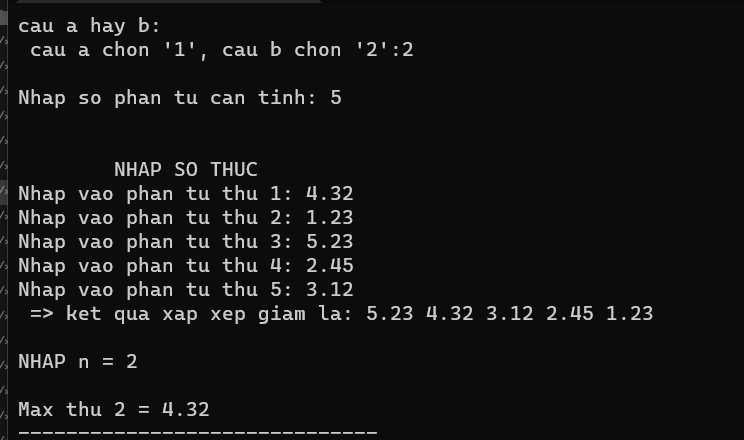 cau a hay b:
cau a chon '1', cau b chon '2':2
Nhap so phan tu can tinh: 5
NHAP SO THUC
Nhap vao phan tu thu 1: 4.32
Nhap vao phan tu thu 2: 1.23
Nhap vao phan tu thu 3: 5.23
Nhap vao phan tu thu 4: 2.45
Nhap vao phan tu thu 5: 3.12
=> ket qua xap xep giam la: 5.23 4.32 3.12 2.45 1.23
NHAP n = 2
Max thu 2 = 4.32
------------------------------